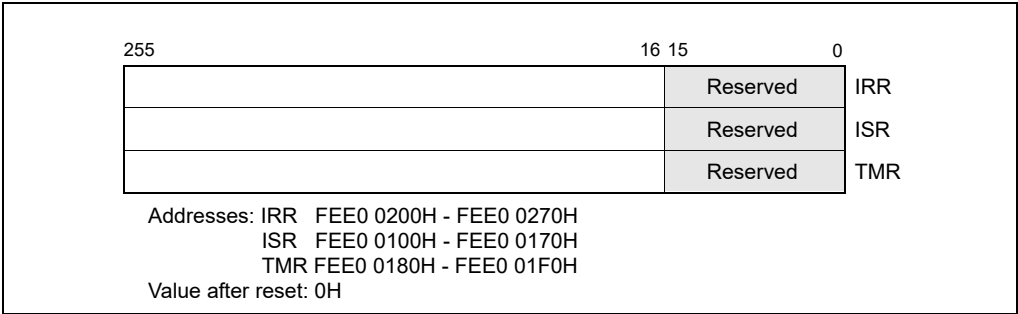 255 16 15 0
Reserved IRR
Reserved ISR
Reserved TMR
Addresses: IRR FEE0 0200H - FEE0 0270H
ISR FEE0 0100H - FEE0 0170H
TMR FEE0 0180H - FEE0 01F0H
Value after reset: 0H